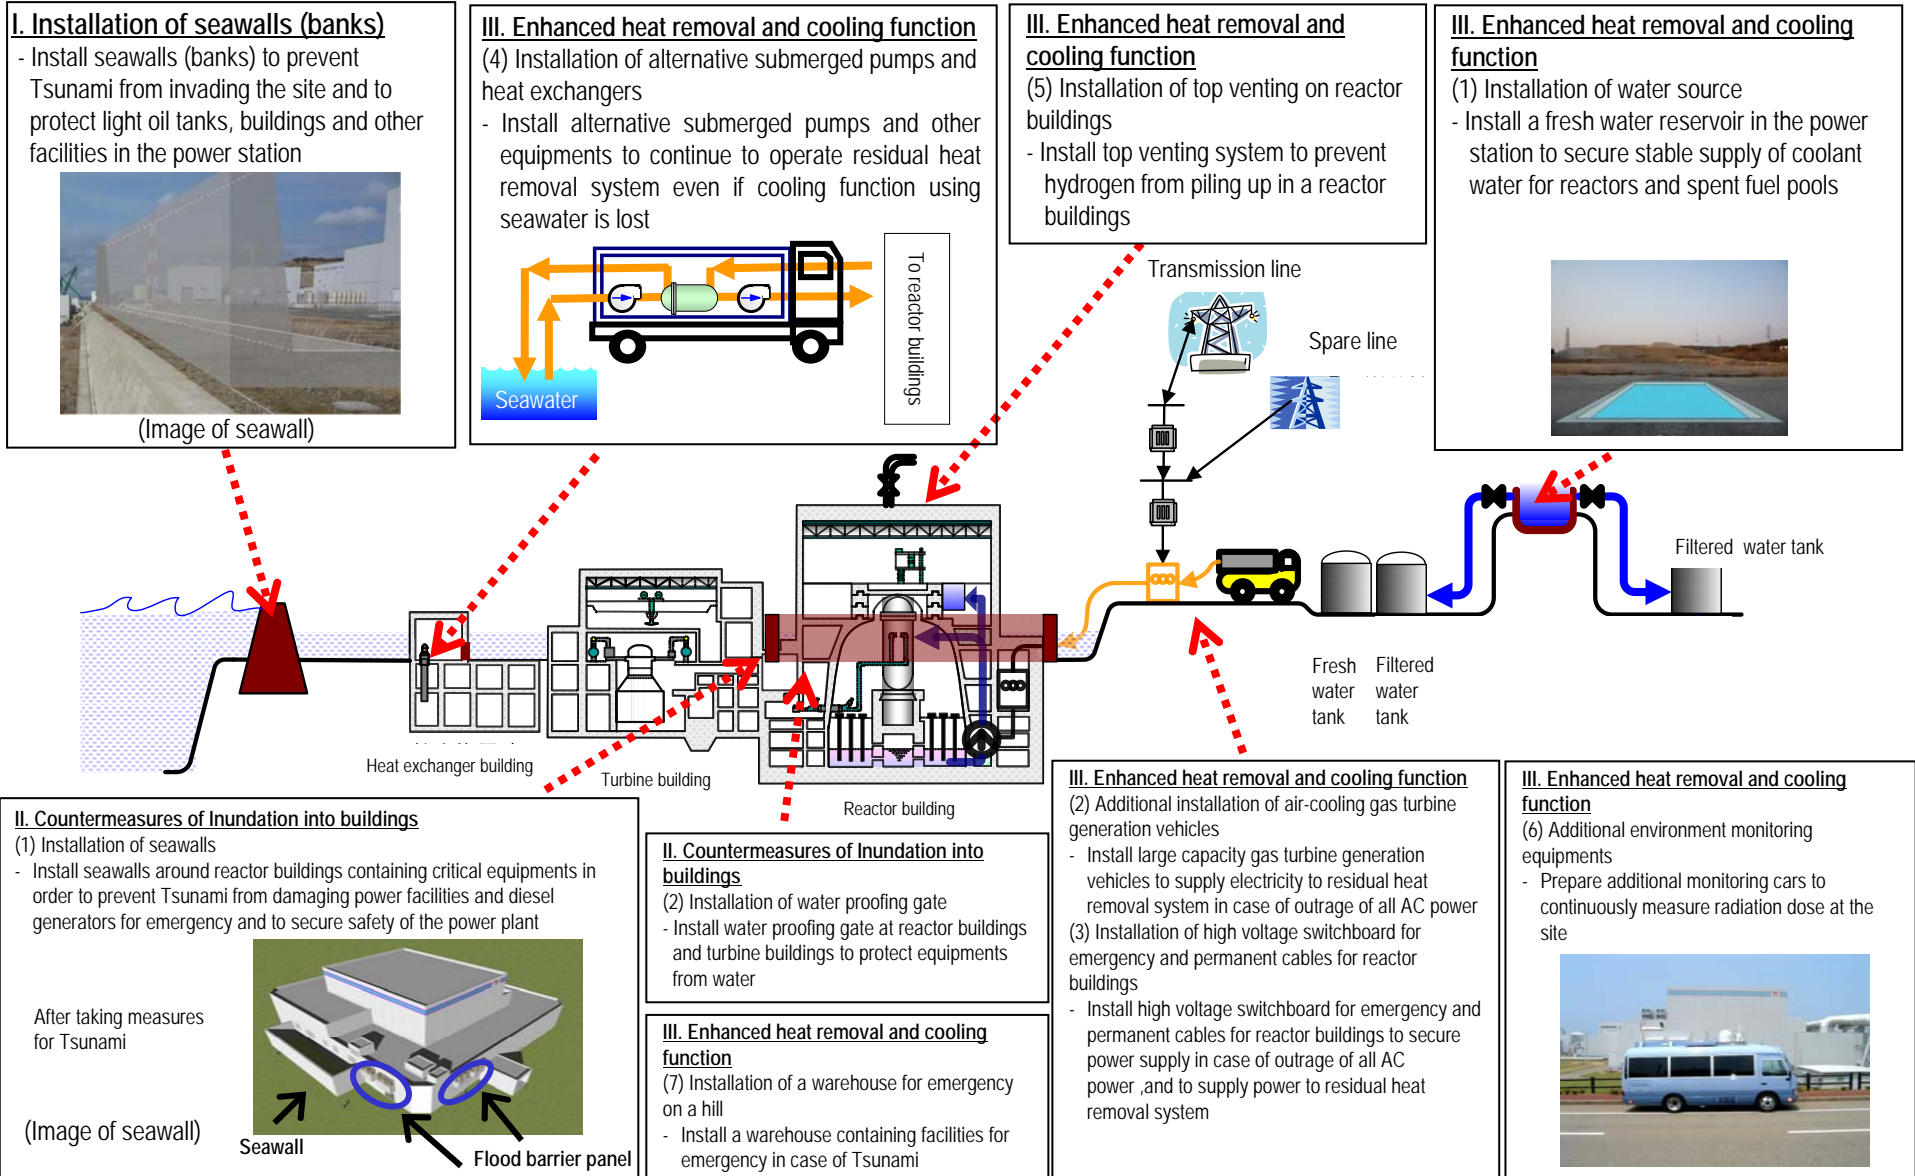 I. Installation of seawalls (banks)
- Install seawalls (banks) to prevent
Tsunami from invading the site and to
protect light oil tanks, buildings and other
facilities in the power station
(Image of seawall)
III. Enhanced heat removal and cooling function
(4) Installation of alternative submerged pumps and
heat exchangers
- Install alternative submerged pumps and other
equipments to continue to operate residual heat
removal system even if cooling function using
seawater is lost
To reactor buildings
Seawater
III. Enhanced heat removal and
cooling function
(5) Installation of top venting on reactor
buildings
- Install top venting system to prevent
hydrogen from piling up in a reactor
buildings
III. Enhanced heat removal and cooling
function
(1) Installation of water source
- Install a fresh water reservoir in the power
station to secure stable supply of coolant
water for reactors and spent fuel pools
Transmission line
Spare line
Filtered water tank
Fresh
water
tank
Filtered
water
tank
Heat exchanger building
Turbine building
Reactor building
II. Countermeasures of Inundation into buildings
(1) Installation of seawalls
- Install seawalls around reactor buildings containing critical equipments in
order to prevent Tsunami from damaging power facilities and diesel
generators for emergency and to secure safety of the power plant
After taking measures
for Tsunami
(Image of seawall)
Seawall
Flood barrier panel
II. Countermeasures of Inundation into
buildings
(2) Installation of water proofing gate
- Install water proofing gate at reactor buildings
and turbine buildings to protect equipments
from water
III. Enhanced heat removal and cooling
function
(7) Installation of a warehouse for emergency
on a hill
- Install a warehouse containing facilities for
emergency in case of Tsunami
III. Enhanced heat removal and cooling function
(2) Additional installation of air-cooling gas turbine
generation vehicles
- Install large capacity gas turbine generation
vehicles to supply electricity to residual heat
removal system in case of outrage of all AC power
(3) Installation of high voltage switchboard for
emergency and permanent cables for reactor
buildings
- Install high voltage switchboard for emergency and
permanent cables for reactor buildings to secure
power supply in case of outrage of all AC
power ,and to supply power to residual heat
removal system
III. Enhanced heat removal and cooling
function
(6) Additional environment monitoring
equipments
- Prepare additional monitoring cars to
continuously measure radiation dose at the
site